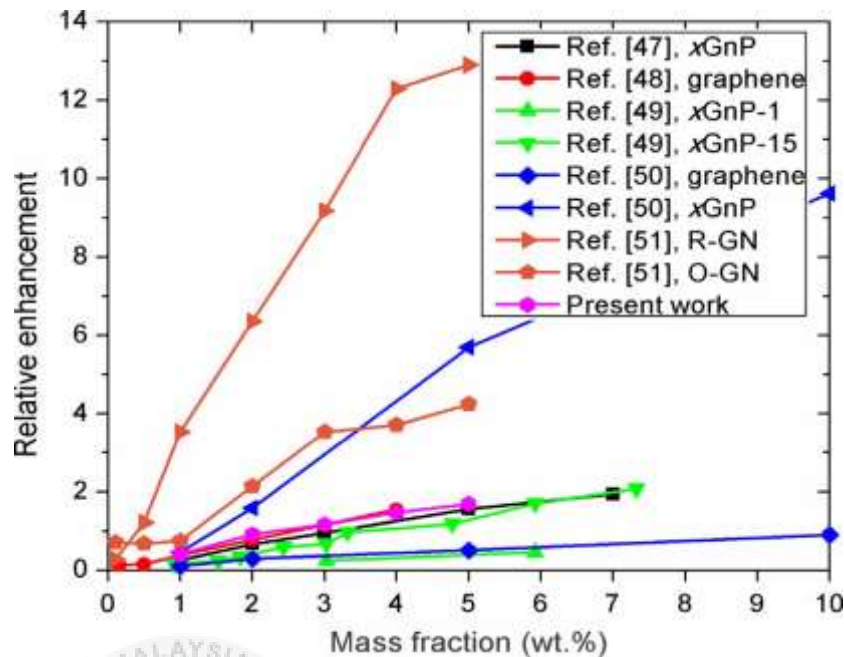 14
12
10
8
6
4
2
0
Relative enhancement
Ref. [47], xGnP
Ref. [48], graphene
Ref. [49], xGnP-1
Ref. [49], xGnP-15
Ref. [50], graphene
Ref. [50], xGnP
Ref. [51], R-GN
Ref. [51], O-GN
Present work
0 1 2 3 4 5 6 7 8 9 10
Mass fraction (wt.%)
MALAYSIA